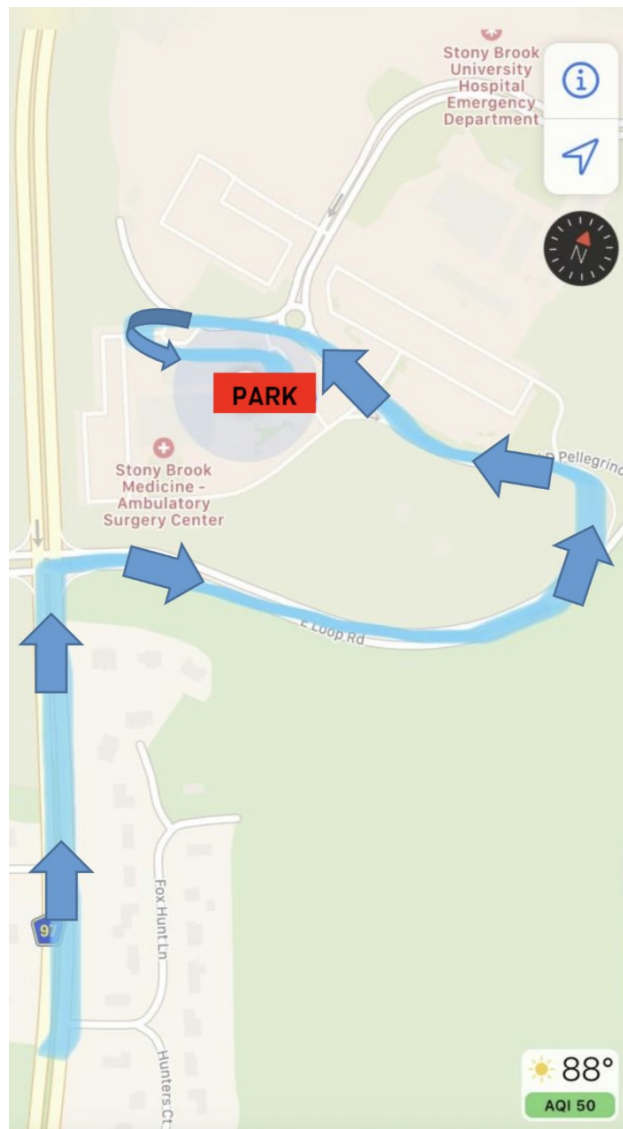 Stony Brook
University
Hospital
Emergency
Department
N
PARK
Stony Brook
Medicine -
Ambulatory
Surgery Center
Pellegrino
E Loop Rd
97
Fox Hunt Ln
Hunters Ct
88°
AQI 50